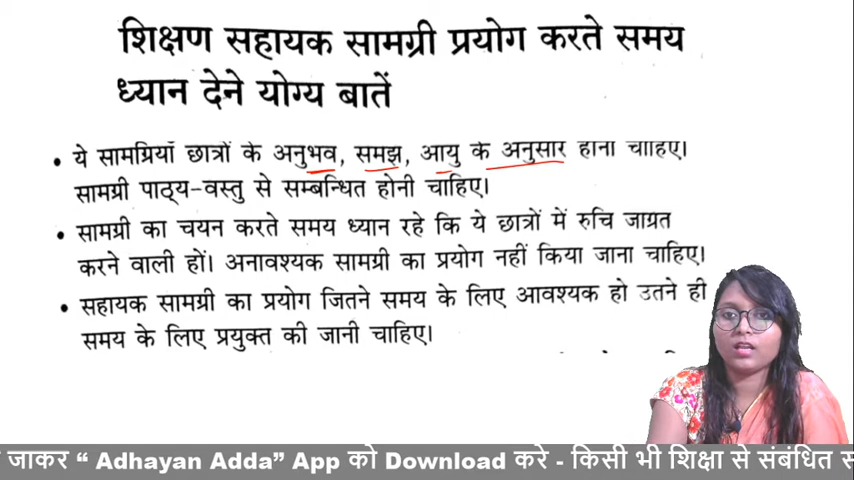 शिक्षण सहायक सामग्री प्रयोग करते समय
ध्यान देने योग्य बातें
• ये सामग्रियाँ छात्रों के अनुभव, समझ, आयु के अनुसार होना चाहिए।
सामग्री पाठ्य-वस्तु से सम्बन्धित होनी चाहिए।
• सामग्री का चयन करते समय ध्यान रहे कि ये छात्रों में रुचि जाग्रत
करने वाली हों। अनावश्यक सामग्री का प्रयोग नहीं किया जाना चाहिए।
• सहायक सामग्री का प्रयोग जितने समय के लिए आवश्यक हो उतने ही
समय के लिए प्रयुक्त की जानी चाहिए।
जाकर “ Adhayan Adda” App को Download करे - किसी भी शिक्षा से संबंधित स